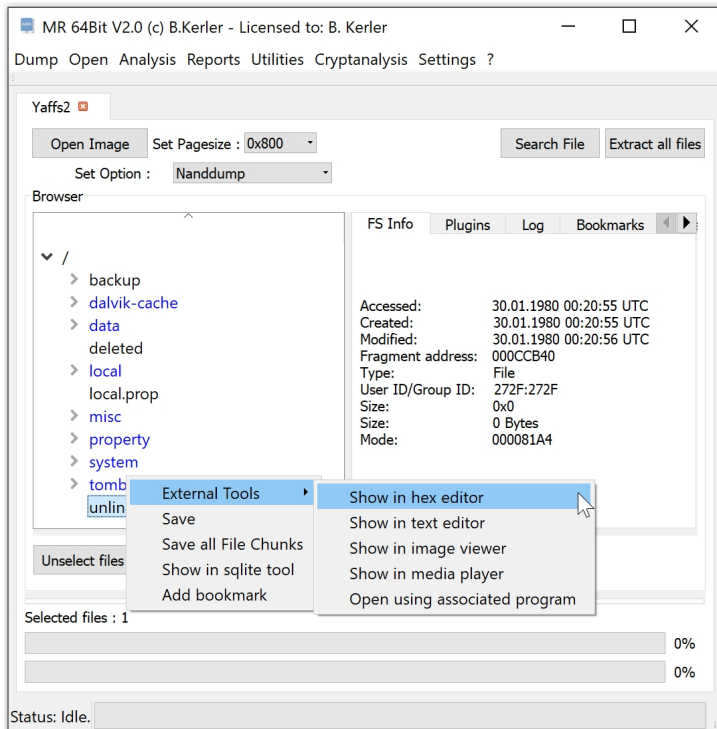 MR 64Bit V2.0 (c) B.Kerler - Licensed to: B. Kerler
Dump Open Analysis Reports Utilities Cryptanalysis Settings ?
Yaffs2
Open Image Set Pagesize : 0x800 Search File Extract all files
Set Option : Nanddump
Browser
FS Info Plugins Log Bookmarks
/
backup
dalvik-cache
data
deleted
local
local.prop
misc
property
system
tomb
unlin
Accessed: 30.01.1980 00:20:55 UTC
Created: 30.01.1980 00:20:55 UTC
Modified: 30.01.1980 00:20:56 UTC
Fragment address: 000CCB40
Type: File
User ID/Group ID: 272F:272F
Size: 0x0
Size: 0 Bytes
Mode: 000081A4
External Tools
Save
Save all File Chunks
Show in sqlite tool
Add bookmark
Show in hex editor
Show in text editor
Show in image viewer
Show in media player
Open using associated program
Unselect files
Selected files : 1
0%
0%
Status: Idle.